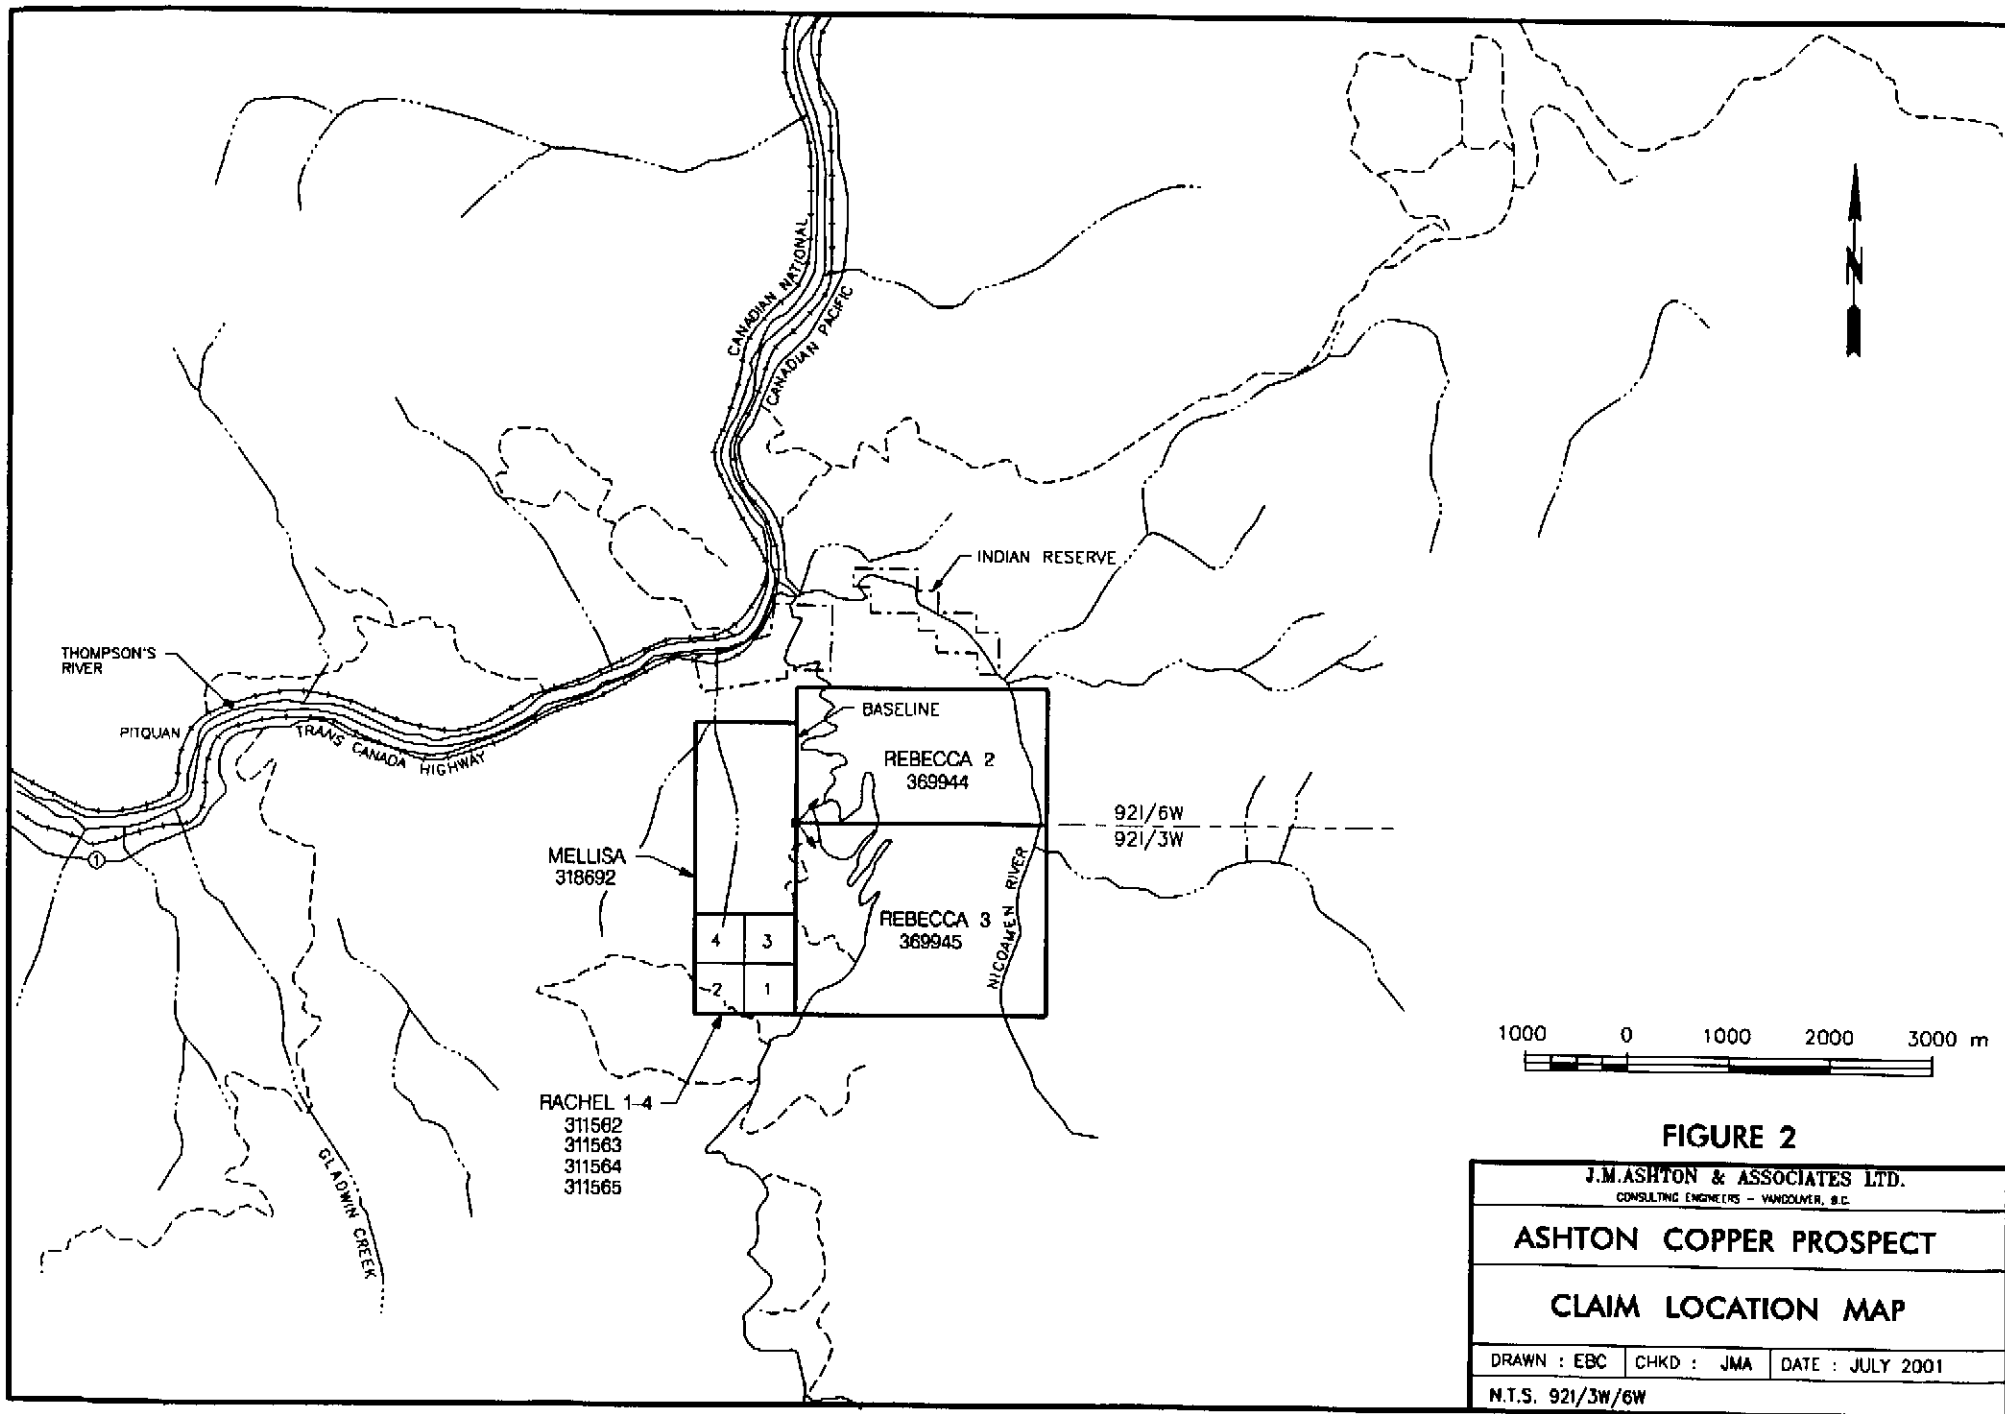 CANADIAN NATIONAL
CANADIAN PACIFIC
N
INDIAN RESERVE
THOMPSON'S
RIVER
PITQUAN
TRANS CANADA HIGHWAY
1
BASELINE
REBECCA 2
369944
921/6W
921/3W
MELLISA
318692
REBECCA 3
369945
NICOAMEN RIVER
4 3
2 1
RACHEL 1-4
311562
311563
311564
311565
GLADWIN CREEK
1000 0 1000 2000 3000 m
FIGURE 2
J.M.ASHTON & ASSOCIATES LTD.
CONSULTING ENGINEERS - VANCOUVER, B.C.
ASHTON COPPER PROSPECT
CLAIM LOCATION MAP
DRAWN : EBC CHKD : JMA DATE : JULY 2001
N.T.S. 921/3W/6W